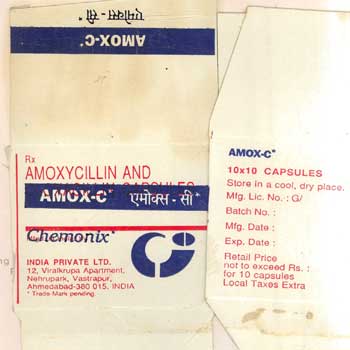 एमोक्स - सी*
AMOX-C*
Rx
AMOXYCILLIN AND
CAPSULES
AMOX-C* एमोक्स - सी*
Chemonix*
INDIA PRIVATE LTD.
12, Viralkrupa Apartment,
Nehrupark, Vastrapur,
Ahmedabad-380 015. INDIA
* Trade Mark pending.
AMOX-C*
10x10 CAPSULES
Store in a cool, dry place.
Mfg. Lic. No. : G/
Batch No. :
Mfg. Date :
Exp. Date :
Retail Price
not to exceed Rs. :
for 10 capsules
Local Taxes Extra